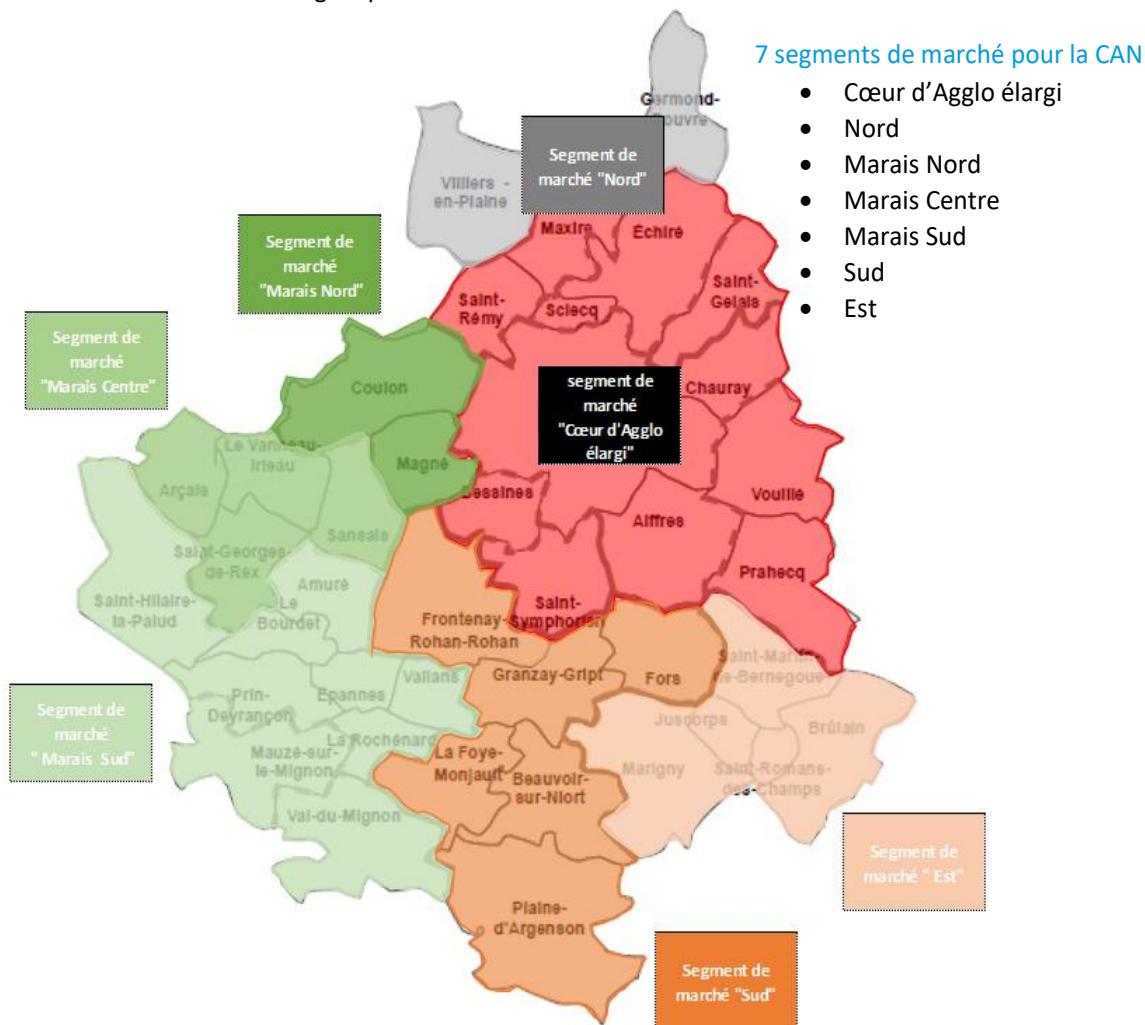 7 segments de marché pour la CAN
• Cœur d'Agglo élargi
• Nord
• Marais Nord
• Marais Centre
• Marais Sud
• Sud
• Est
Germond-
Rouvre
Segment de
marché "Nord"
Villiers -
en-Plaine
Segment de
marché
"Marais Nord"
Maxire
Échiré
Saint-
Gelais
Saint-
Rémy
Sciecq
Segment de
marché
"Marais Centre"
Coulon
Chauray
segment de
marché
"Cœur d'Agglo
élargi"
Le Vanneau-
Irleau
Magné
Arçais
Bessines
Vouillé
Aiffres
Sansais
Saint-Georges-
de-Rex
Prahecq
Amuré
Saint-Hilaire-
la-Palud
Le
Bourdet
Frontenay-
Rohan-Rohan
Saint-
Symphorien
Saint-Martin-
de-Bernegoue
Vallans
Granzay-Gript
Fors
Prin-
Deyrançon
Epannes
Juscorps
Brûlain
Segment de
marché
" Marais Sud"
La Rochénard
Mauzé-sur-
le-Mignon
La Foye-
Monjault
Beauvoir-
sur-Niort
Marigny
Saint-Romans-
des-Champs
Val-du-Mignon
Segment de
marché " Est"
Plaine-
d'Argenson
Segment de
marché "Sud"